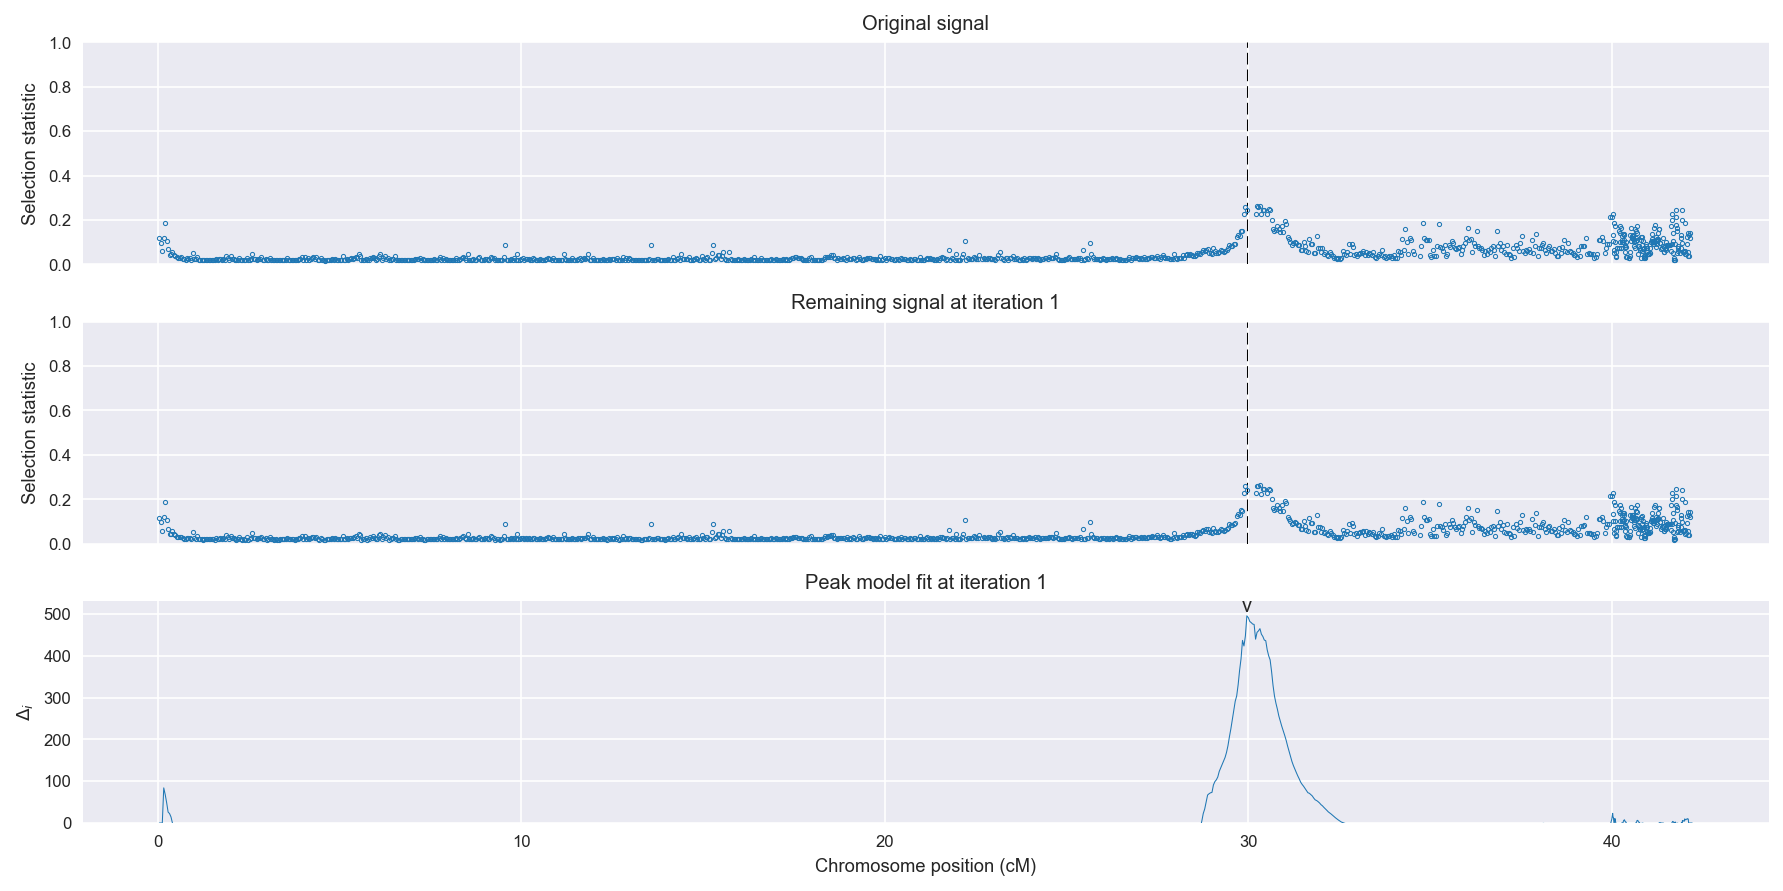 Original signal
1.0
0.8
0.6
0.4
0.2
0.0
Selection statistic
Remaining signal at iteration 1
1.0
0.8
0.6
0.4
0.2
0.0
Selection statistic
Peak model fit at iteration 1
v
500
400
300
200
100
0
Δi
0 10 20 30 40
Chromosome position (cM)